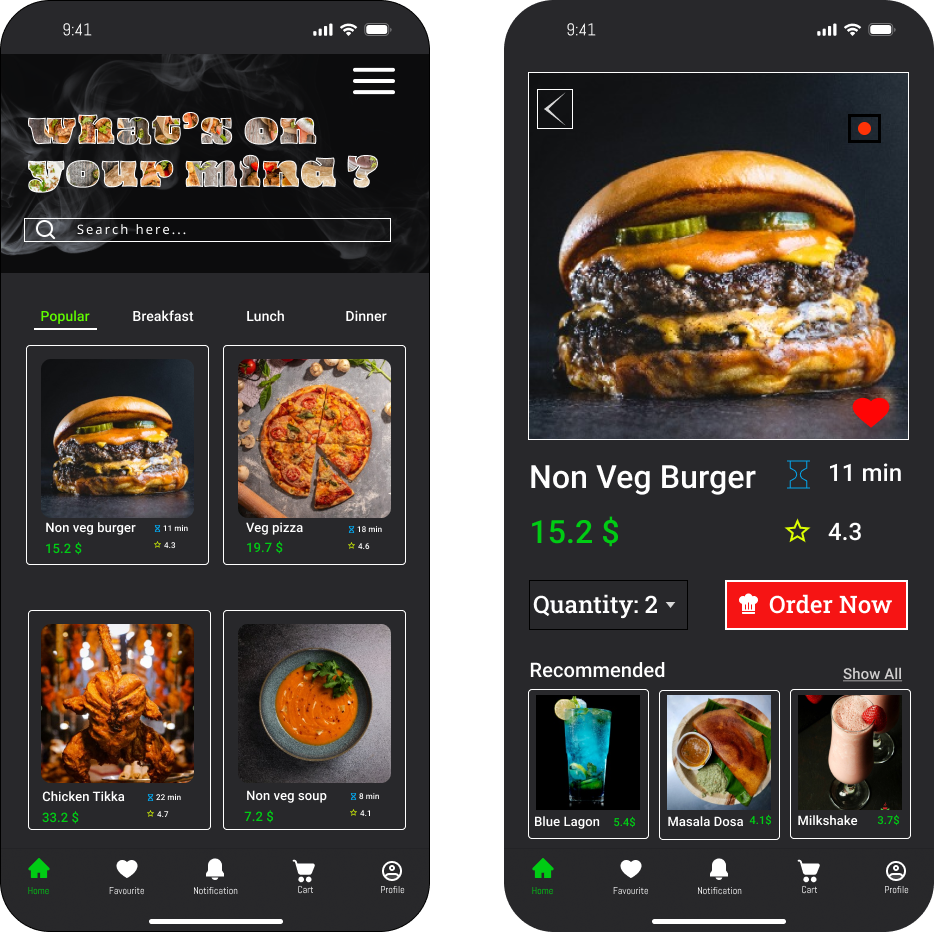 9:41
what's on
your mind ?
Search here...
Popular Breakfast Lunch Dinner
Non veg burger 11 min
15.2 $ 4.3
Veg pizza 18 min
19.7 $ 4.6
Chicken Tikka 22 min
33.2 $ 4.7
Non veg soup 8 min
7.2 $ 4.1
Home Favourite Notification Cart Profile
9:41
Non Veg Burger 11 min
15.2 $ 4.3
Quantity: 2 Order Now
Recommended Show All
Blue Lagon 5.4$
Masala Dosa 4.1$
Milkshake 3.7$
Home Favourite Notification Cart Profile